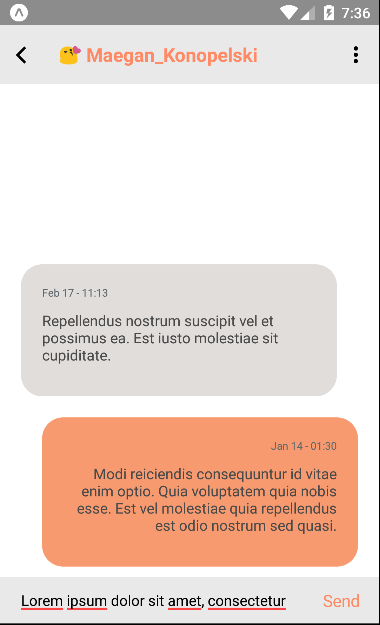 7:36
😘 Maegan_Konopelski
Feb 17 - 11:13
Repellendus nostrum suscipit vel et
possimus ea. Est iusto molestiae sit
cupiditate.
Jan 14 - 01:30
Modi reiciendis consequuntur id vitae
enim optio. Quia voluptatem quia nobis
esse. Est vel molestiae quia repellendus
est odio nostrum sed quasi.
Lorem ipsum dolor sit amet, consectetur Send